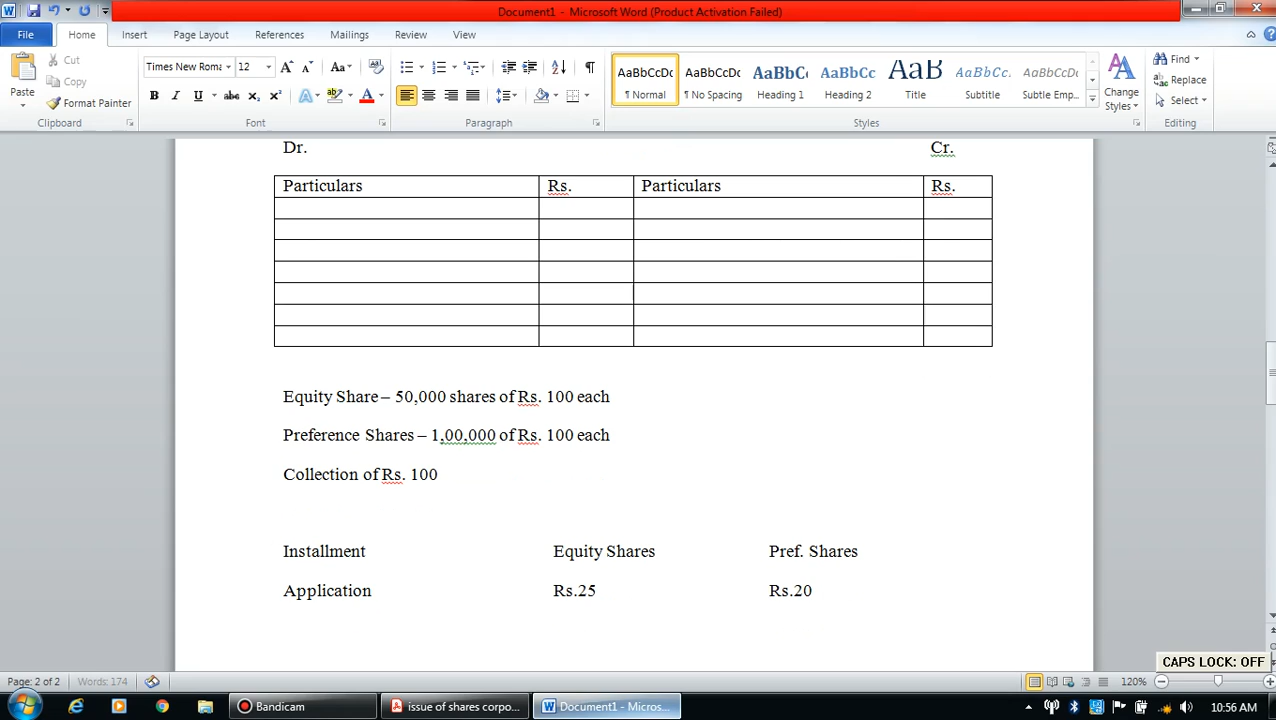 Document1 - Microsoft Word (Product Activation Failed)
File Home Insert Page Layout References Mailings Review View
Paste Cut Copy Format Painter
Times New Roma 12
AaBbCcDc AaBbCcDc AaBbCc AaBbCc AaB AaBbCc. AaBbCcDc
¶ Normal ¶ No Spacing Heading 1 Heading 2 Title Subtitle Subtle Emp...
Change Styles
Find Replace Select
Clipboard Font Paragraph Styles Editing
Dr. Cr.
Particulars Rs. Particulars Rs.
Equity Share – 50,000 shares of Rs. 100 each
Preference Shares – 1,00,000 of Rs. 100 each
Collection of Rs. 100
Installment Equity Shares Pref. Shares
Application Rs.25 Rs.20
CAPS LOCK: OFF
Page: 2 of 2 Words: 174 120%
Bandicam issue of shares corpo... Document1 - Micros... 10:56 AM